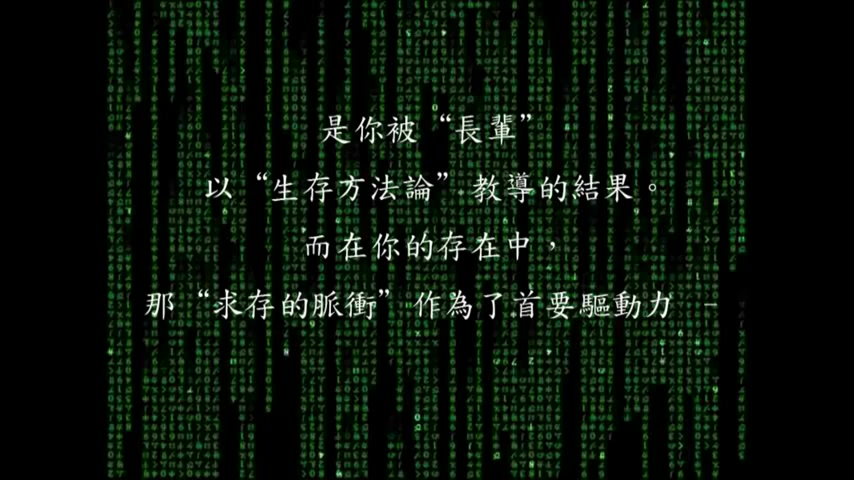 是你被“長輩”
以“生存方法論”教導的結果。
而在你的存在中，
那“求存的脈衝”作為了首要驅動力 –